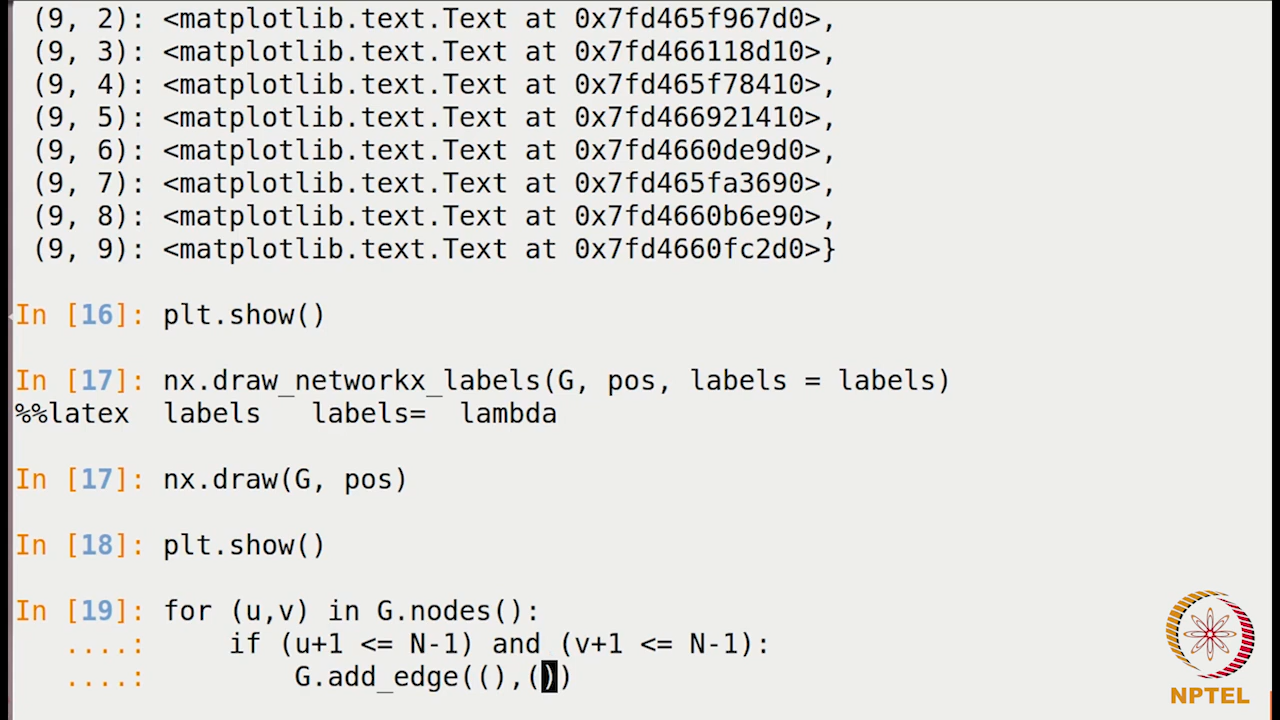 (9, 2): <matplotlib.text.Text at 0x7fd465f967d0>,
(9, 3): <matplotlib.text.Text at 0x7fd466118d10>,
(9, 4): <matplotlib.text.Text at 0x7fd465f78410>,
(9, 5): <matplotlib.text.Text at 0x7fd466921410>,
(9, 6): <matplotlib.text.Text at 0x7fd4660de9d0>,
(9, 7): <matplotlib.text.Text at 0x7fd465fa3690>,
(9, 8): <matplotlib.text.Text at 0x7fd4660b6e90>,
(9, 9): <matplotlib.text.Text at 0x7fd4660fc2d0>}
In [16]: plt.show()
In [17]: nx.draw_networkx_labels(G, pos, labels = labels)
%%latex labels labels= lambda
In [17]: nx.draw(G, pos)
In [18]: plt.show()
In [19]: for (u,v) in G.nodes():
....: if (u+1 <= N-1) and (v+1 <= N-1):
....: G.add_edge((),())
NPTEL